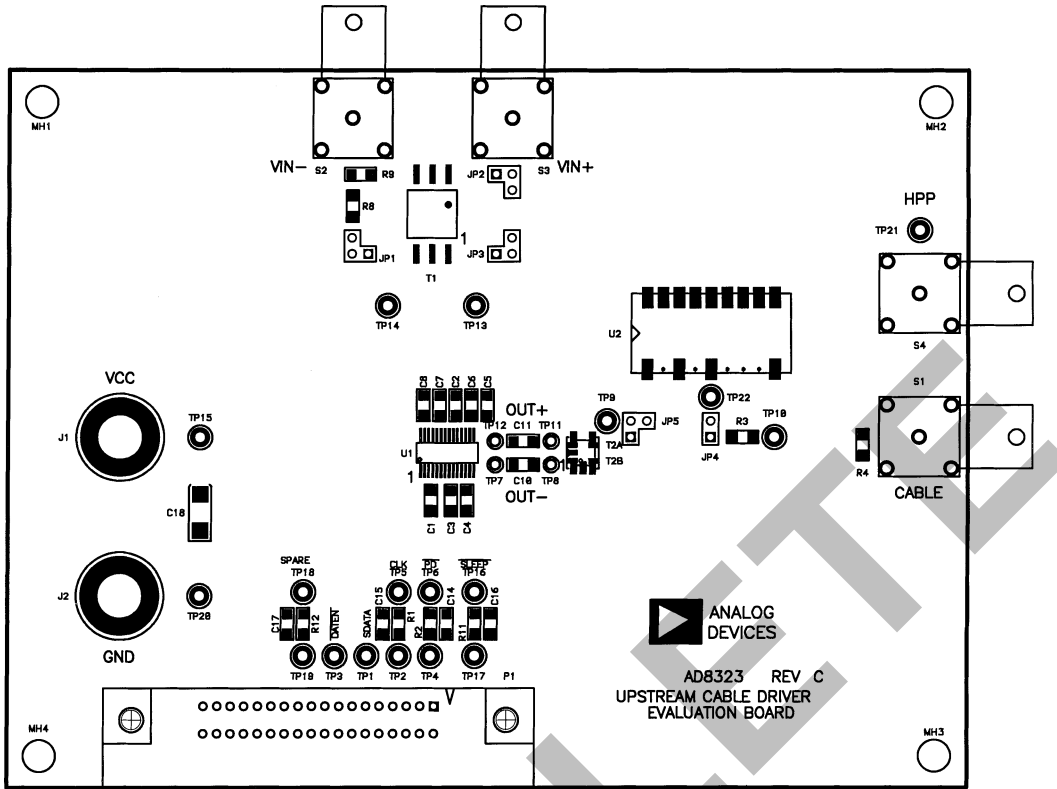 MH1
MH2
VIN-
S2
S3
VIN+
R9
JP2
R8
HPP
TP21
1
JP1
JP3
T1
TP14
TP13
U2
S4
VCC
S1
C8
C7
C2
C6
C5
TP22
TP9
OUT+
TP15
J1
TP12
C11
TP11
JP5
R3
TP10
T2A
U1
1
1
T2B
JP4
R4
TP7
C10
TP8
OUT-
CABLE
C18
C1
C3
C4
SPARE
CLK
PD
SLEEP
TP18
TP5
TP6
TP16
J2
TP20
C17
R12
DATEN
SDATA
C15
R1
R2
C14
R11
C16
ANALOG
DEVICES
GND
TP19
TP3
TP1
TP2
TP4
TP17
P1
AD8323 REV C
UPSTREAM CABLE DRIVER
EVALUATION BOARD
MH4
MH3
LETE